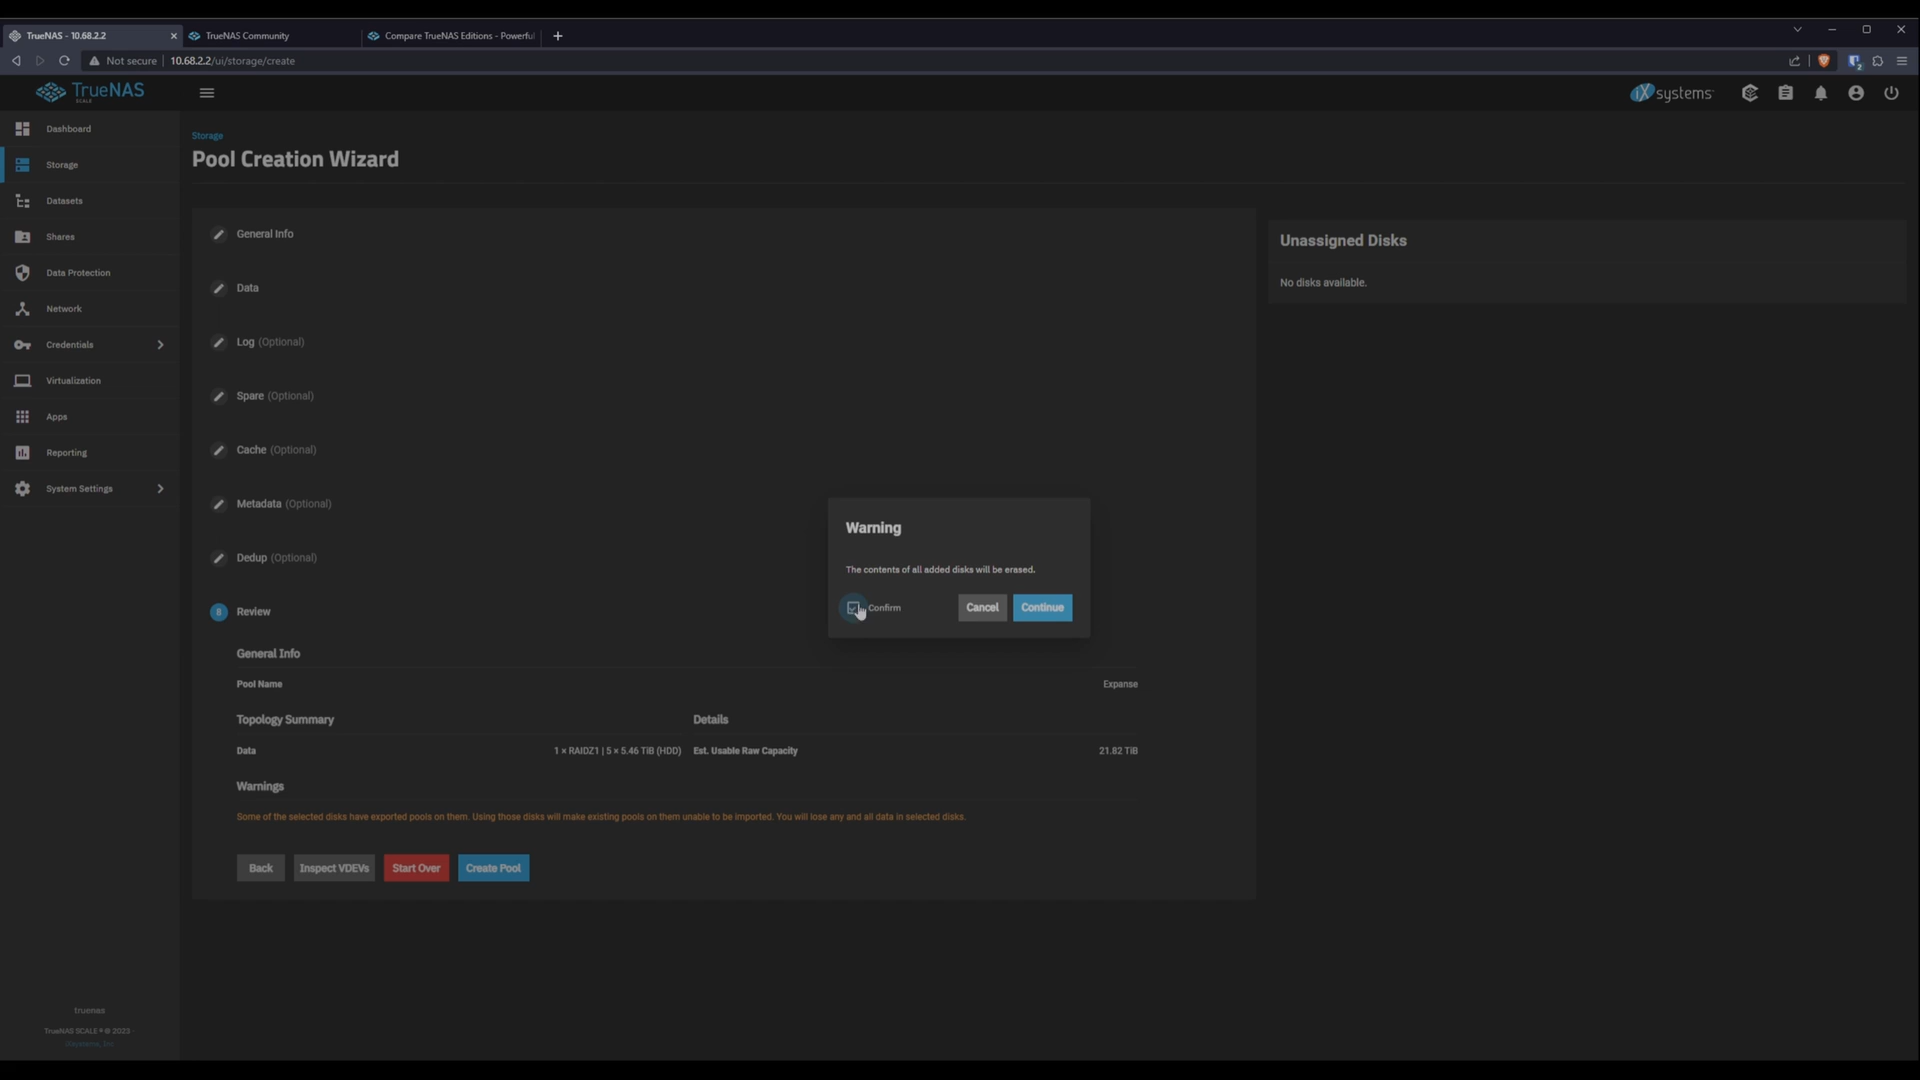 TrueNAS - 10.68.2.2
TrueNAS Community
Compare TrueNAS Editions - Powerful
Not secure
10.68.2.2/ui/storage/create
TrueNAS
SCALE
iXsystems
Dashboard
Storage
Datasets
Shares
Data Protection
Network
Credentials
Virtualization
Apps
Reporting
System Settings
truenas
TrueNAS SCALE ® © 2023 -
iXsystems, Inc
Storage
Pool Creation Wizard
General Info
Data
Log (Optional)
Spare (Optional)
Cache (Optional)
Metadata (Optional)
Dedup (Optional)
8 Review
General Info
Pool Name Expanse
Topology Summary Details
Data 1 × RAIDZ1 | 5 × 5.46 TiB (HDD) Est. Usable Raw Capacity 21.82 TiB
Warnings
Some of the selected disks have exported pools on them. Using those disks will make existing pools on them unable to be imported. You will lose any and all data in selected disks.
Back Inspect VDEVs Start Over Create Pool
Unassigned Disks
No disks available.
Warning
The contents of all added disks will be erased.
Confirm Cancel Continue